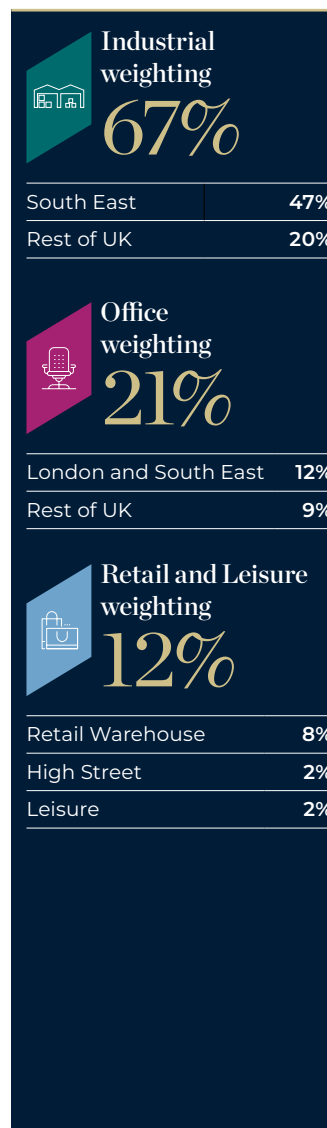 Industrial
weighting
67%
South East 47%
Rest of UK 20%
Office
weighting
21%
London and South East 12%
Rest of UK 9%
Retail and Leisure
weighting
12%
Retail Warehouse 8%
High Street 2%
Leisure 2%